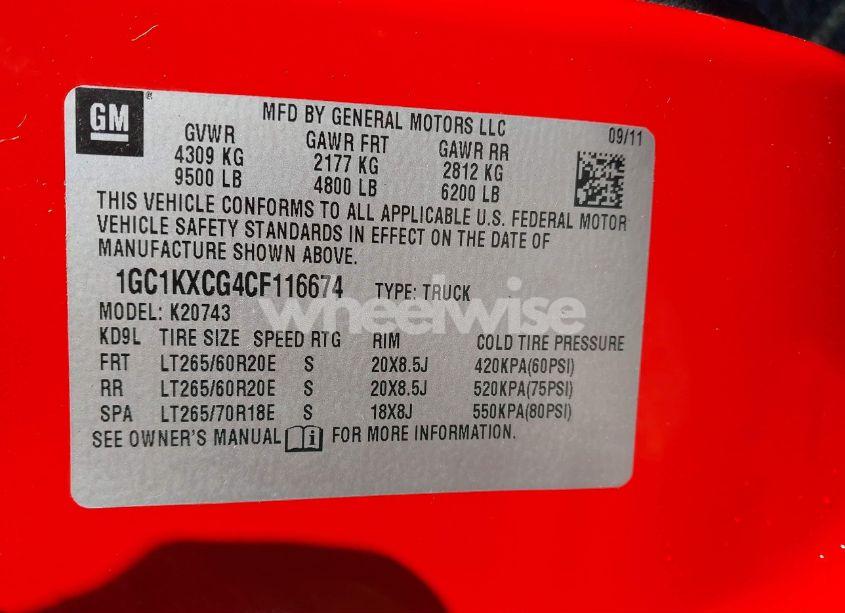 GM
MFD BY GENERAL MOTORS LLC
09/11
GVWR GAWR FRT GAWR RR
4309 KG 2177 KG 2812 KG
9500 LB 4800 LB 6200 LB
THIS VEHICLE CONFORMS TO ALL APPLICABLE U.S. FEDERAL MOTOR
VEHICLE SAFETY STANDARDS IN EFFECT ON THE DATE OF
MANUFACTURE SHOWN ABOVE.
1GC1KXCG4CF116674 TYPE: TRUCK
wheelwise
MODEL: K20743
KD9L TIRE SIZE SPEED RTG RIM COLD TIRE PRESSURE
FRT LT265/60R20E S 20X8.5J 420KPA(60PSI)
RR LT265/60R20E S 20X8.5J 520KPA(75PSI)
SPA LT265/70R18E S 18X8J 550KPA(80PSI)
SEE OWNER'S MANUAL i FOR MORE INFORMATION.